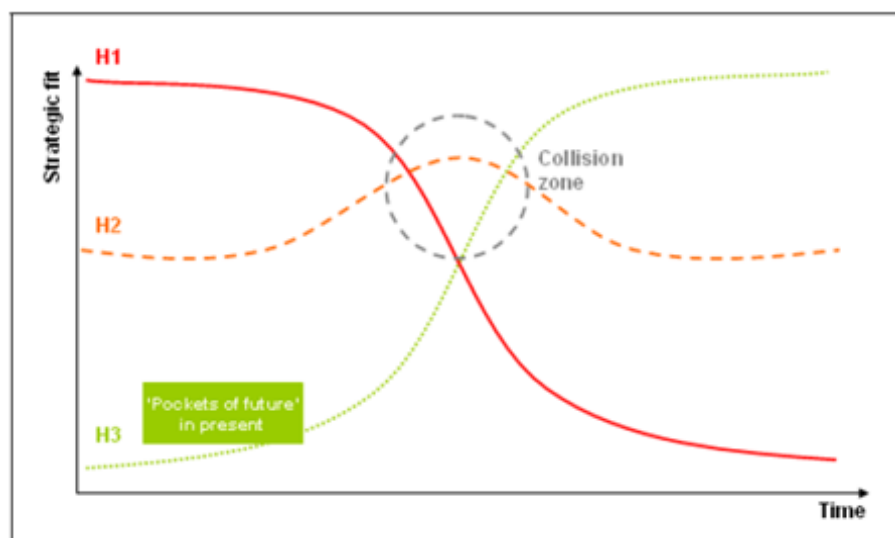 H1
Strategic fit
Collision
zone
H2
'Pockets of future'
in present
H3
Time